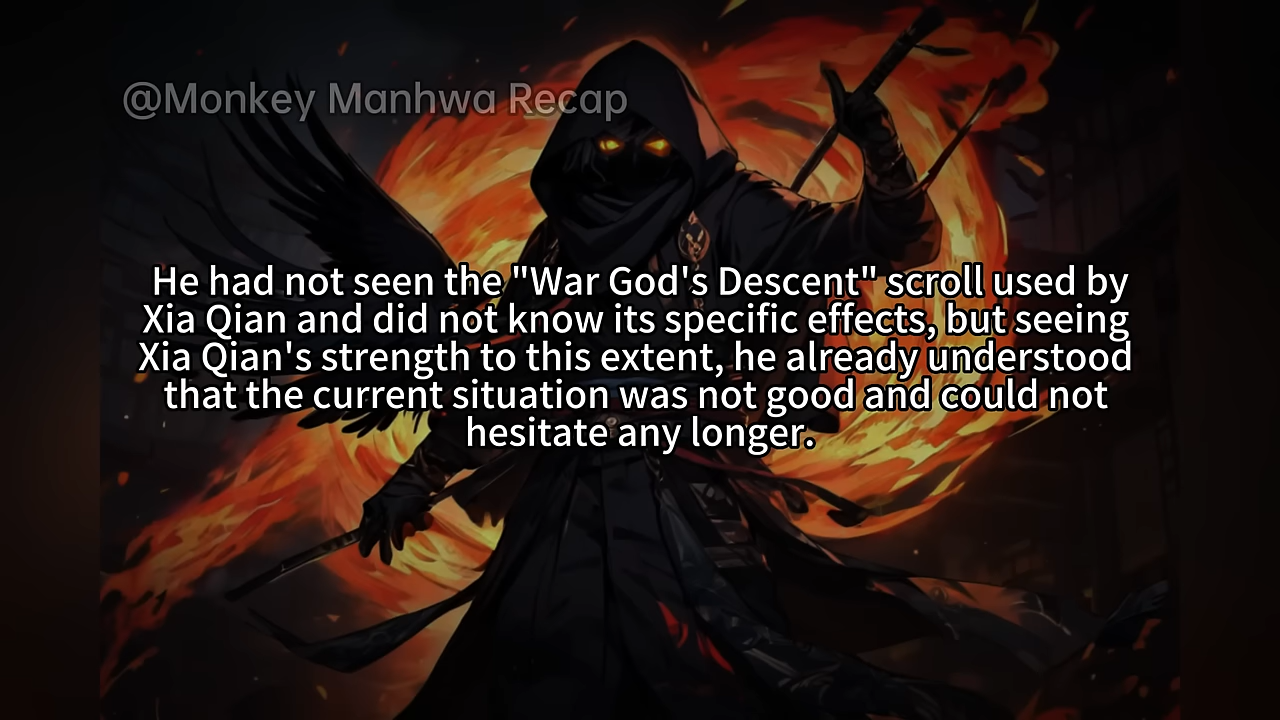 @Monkey Manhwa Recap
He had not seen the "War God's Descent" scroll used by
Xia Qian and did not know its specific effects, but seeing
Xia Qian's strength to this extent, he already understood
that the current situation was not good and could not
hesitate any longer.